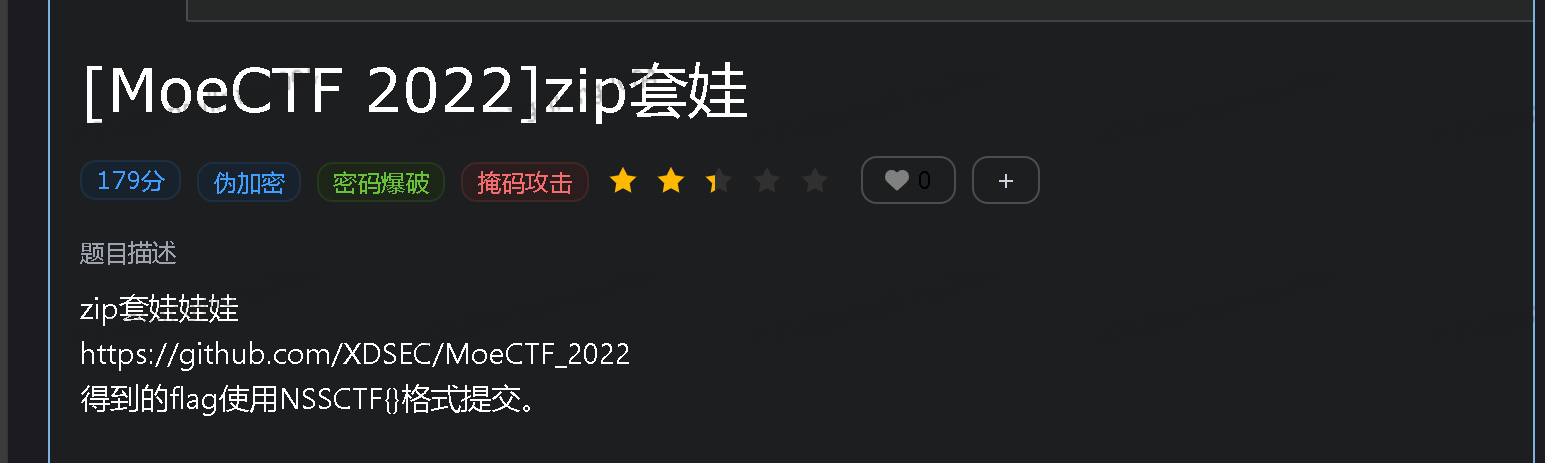 [MoeCTF 2022]zip套娃
179分 伪加密 密码爆破 掩码攻击 0 +
题目描述
zip套娃娃娃
https://github.com/XDSEC/MoeCTF_2022
得到的flag使用NSSCTF{}格式提交。